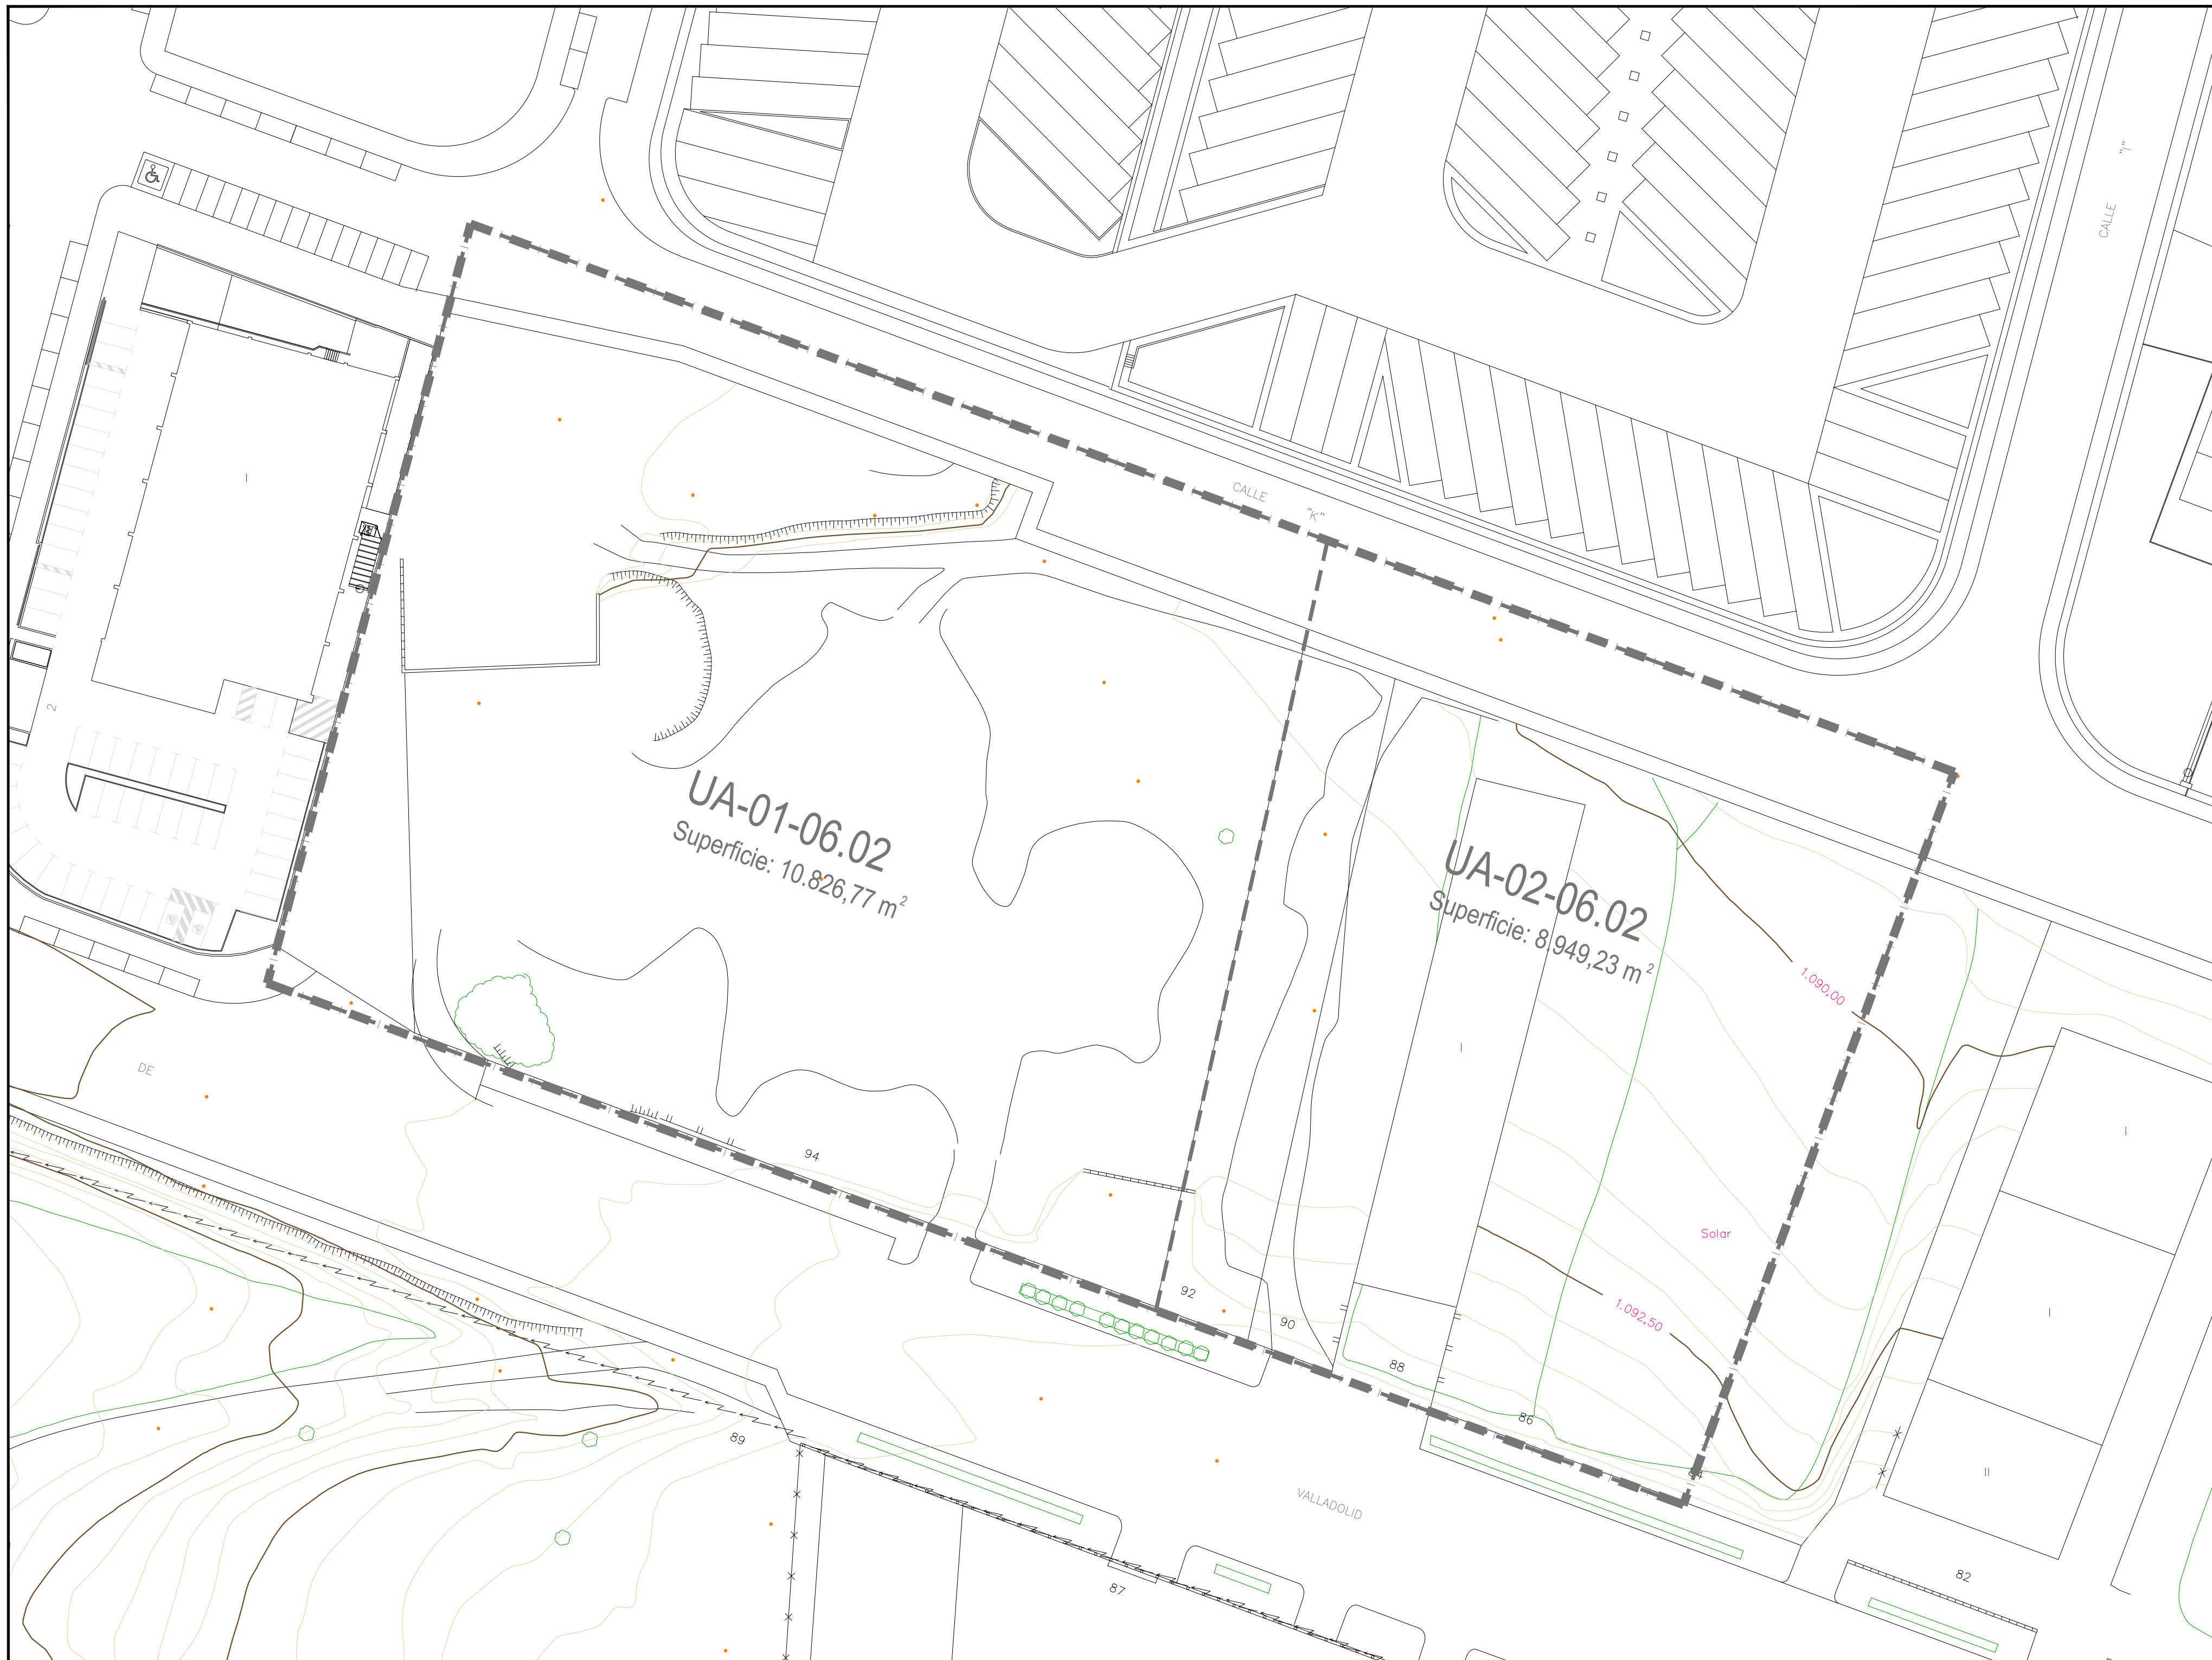 CALLE
"I"
I
CALLE
"K"
2
UA-01-06.02
Superficie: 10.826,77 m²
UA-02-06.02
Superficie: 8.949,23 m²
1.090,00
I
DE
94
I
Solar
I
92
90
1.092,50
88
86
84
89
II
VALLADOLID
87
82